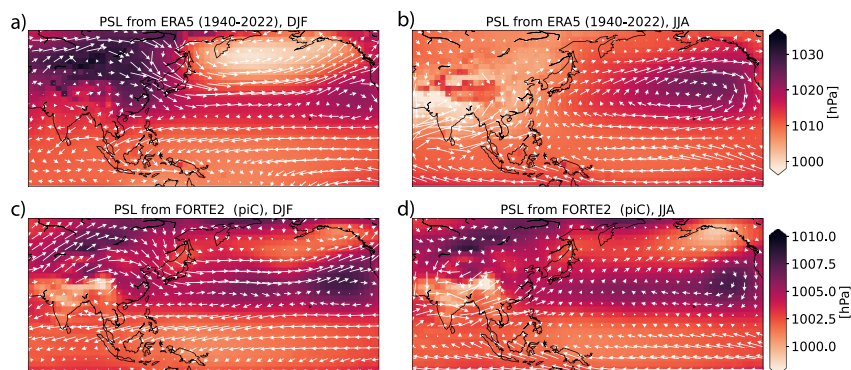 a)
PSL from ERA5 (1940-2022), DJF
b)
PSL from ERA5 (1940-2022), JJA
1030
1020
1010
1000
[hPa]
c)
PSL from FORTE2 (piC), DJF
d)
PSL from FORTE2 (piC), JJA
1010.0
1007.5
1005.0
1002.5
1000.0
[hPa]